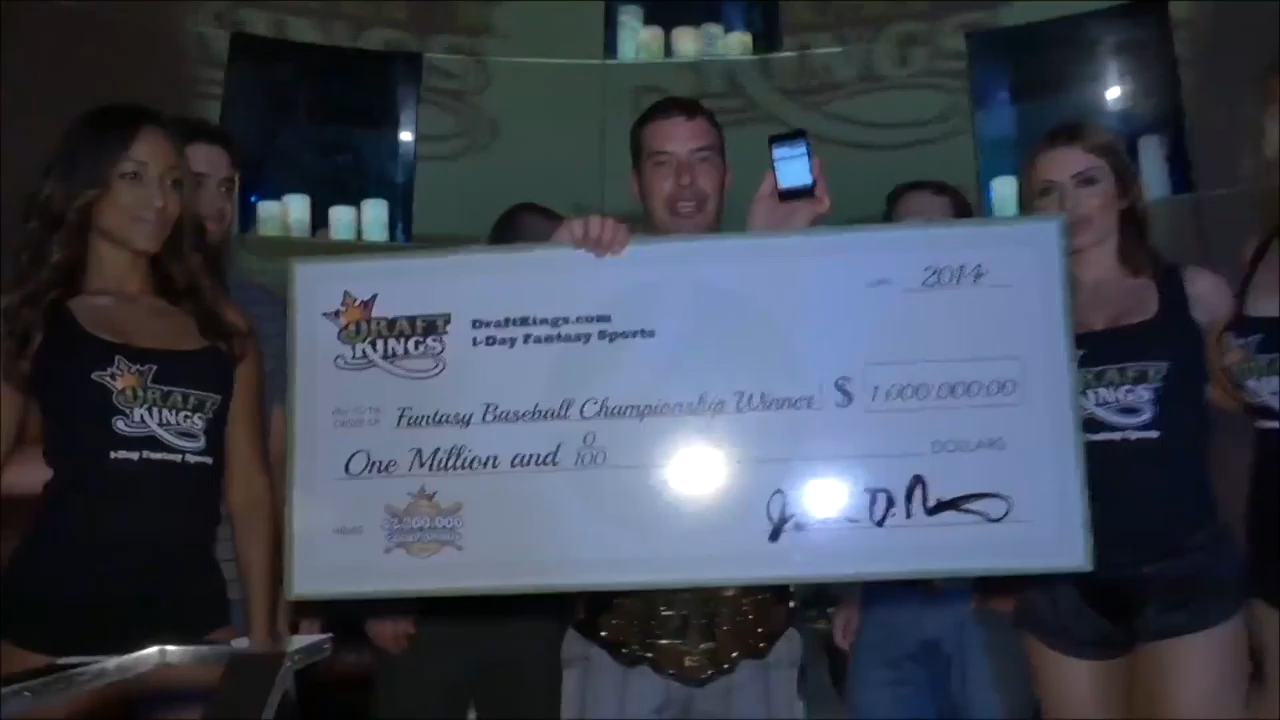 KINGS
2014
DRAFT
KINGS
DraftKings.com
1-Day Fantasy Sports
Fantasy Baseball Championship Winner $ 1,000,000.00
One Million and 0/100 DOLLARS
DRAFT
KINGS
1-Day Fantasy Sports
KINGS